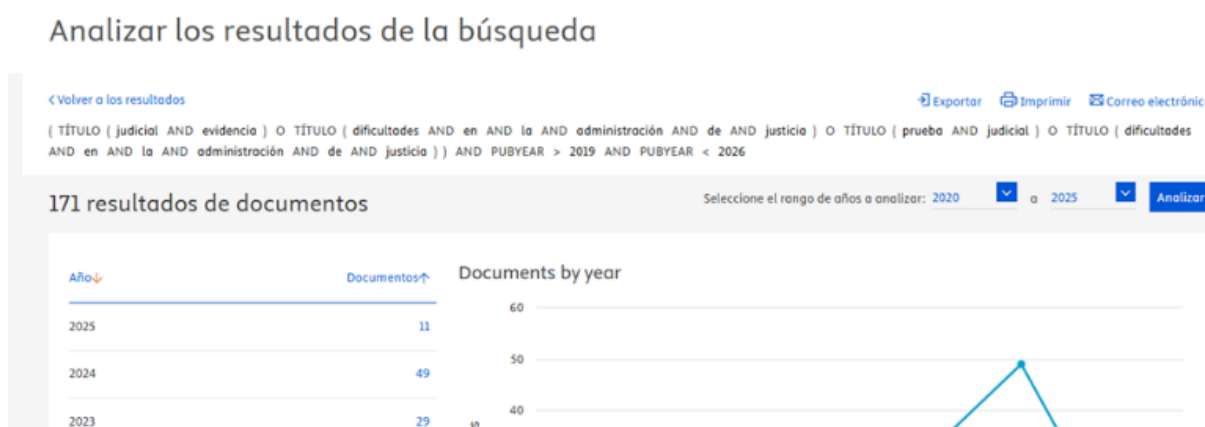 Analizar los resultados de la búsqueda
Volver a los resultados
Exportar Imprimir Correo electrónic
( TÍTULO ( judicial AND evidencia ) O TÍTULO ( dificultades AND en AND la AND administración AND de AND justicia ) O TÍTULO ( prueba AND judicial ) O TÍTULO ( dificultades
AND en AND la AND administración AND de AND justicia ) ) AND PUBYEAR > 2019 AND PUBYEAR < 2026
171 resultados de documentos
Seleccione el rango de años a analizar: 2020 a 2025 Analizar
Año Documentos
2025 11
2024 49
2023 29
Documents by year
60
50
40